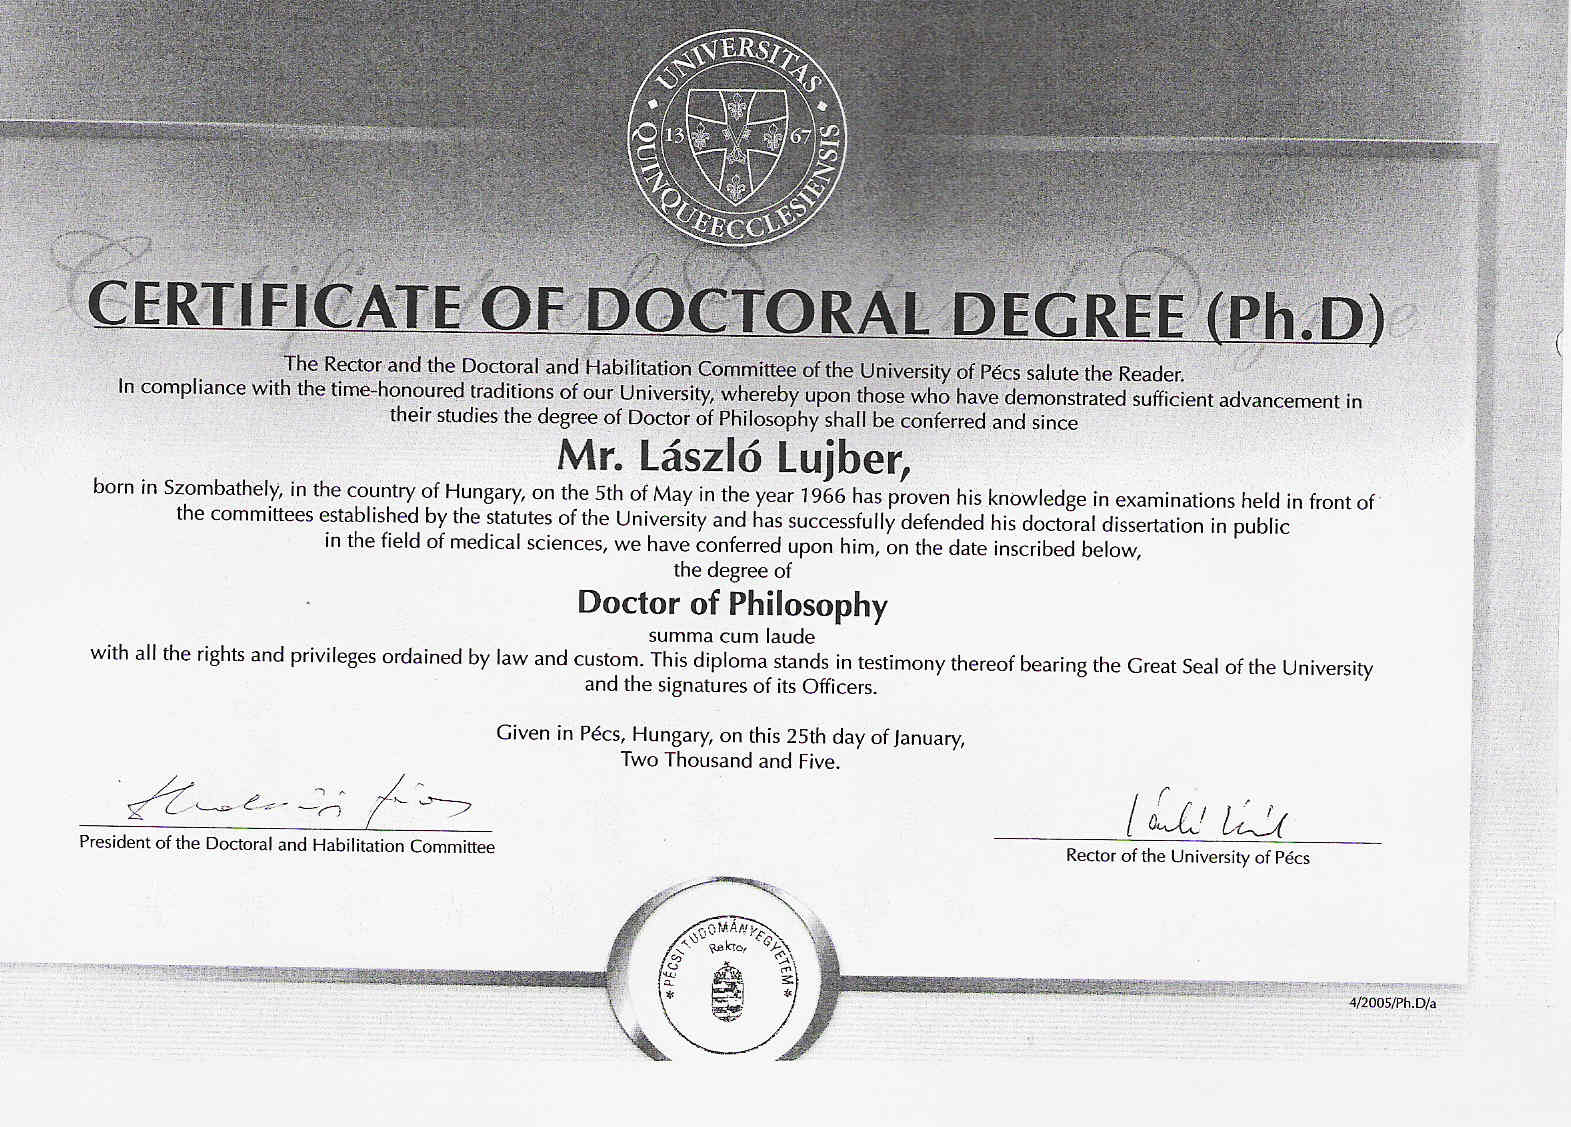 UNIVERSITAS QUINQUEECCLESIENSIS
1367
CERTIFICATE OF DOCTORAL DEGREE (Ph.D)
The Rector and the Doctoral and Habilitation Committee of the University of Pécs salute the Reader.
In compliance with the time-honoured traditions of our University, whereby upon those who have demonstrated sufficient advancement in
their studies the degree of Doctor of Philosophy shall be conferred and since
Mr. László Lujber,
born in Szombathely, in the country of Hungary, on the 5th of May in the year 1966 has proven his knowledge in examinations held in front of
the committees established by the statutes of the University and has successfully defended his doctoral dissertation in public
in the field of medical sciences, we have conferred upon him, on the date inscribed below,
the degree of
Doctor of Philosophy
summa cum laude
with all the rights and privileges ordained by law and custom. This diploma stands in testimony thereof bearing the Great Seal of the University
and the signatures of its Officers.
Given in Pécs, Hungary, on this 25th day of January,
Two Thousand and Five.
President of the Doctoral and Habilitation Committee
Rector of the University of Pécs
* PÉCSI TUDOMÁNYEGYETEM *
Rektor
4/2005/Ph.D/a